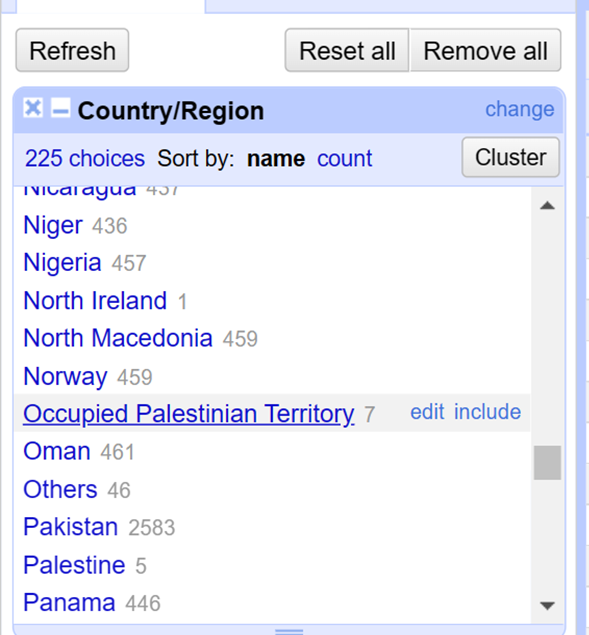 Refresh Reset all Remove all
Country/Region change
225 choices Sort by: name count Cluster
Nicaragua 437
Niger 436
Nigeria 457
North Ireland 1
North Macedonia 459
Norway 459
Occupied Palestinian Territory 7 edit include
Oman 461
Others 46
Pakistan 2583
Palestine 5
Panama 446